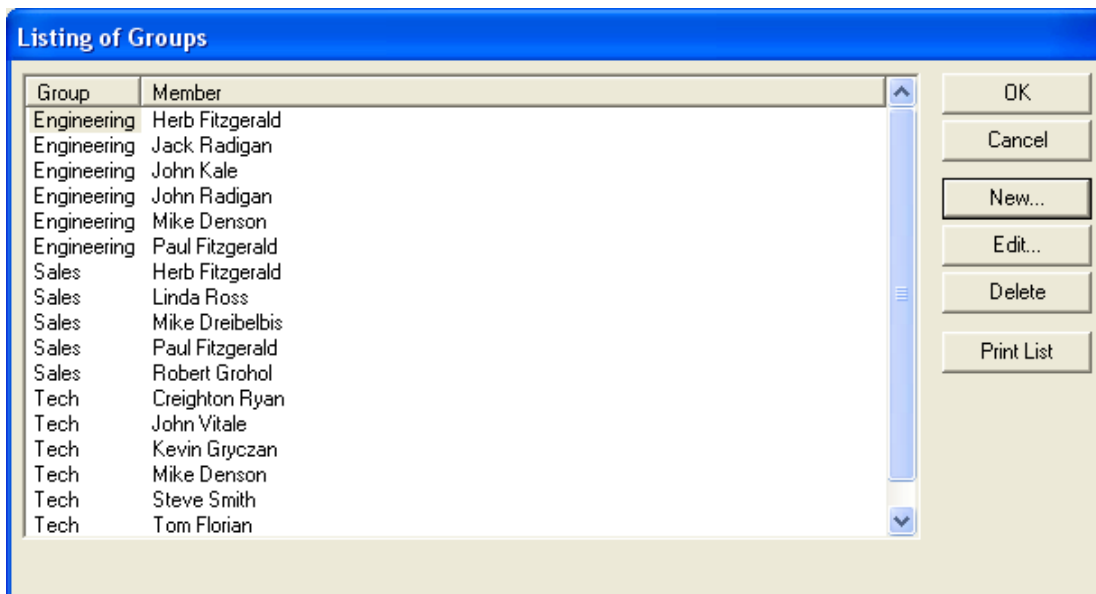 Listing of Groups
Group Member
Engineering Herb Fitzgerald
Engineering Jack Radigan
Engineering John Kale
Engineering John Radigan
Engineering Mike Denson
Engineering Paul Fitzgerald
Sales Herb Fitzgerald
Sales Linda Ross
Sales Mike Dreibelbis
Sales Paul Fitzgerald
Sales Robert Grohol
Tech Creighton Ryan
Tech John Vitale
Tech Kevin Gryczan
Tech Mike Denson
Tech Steve Smith
Tech Tom Florian
OK
Cancel
New...
Edit...
Delete
Print List